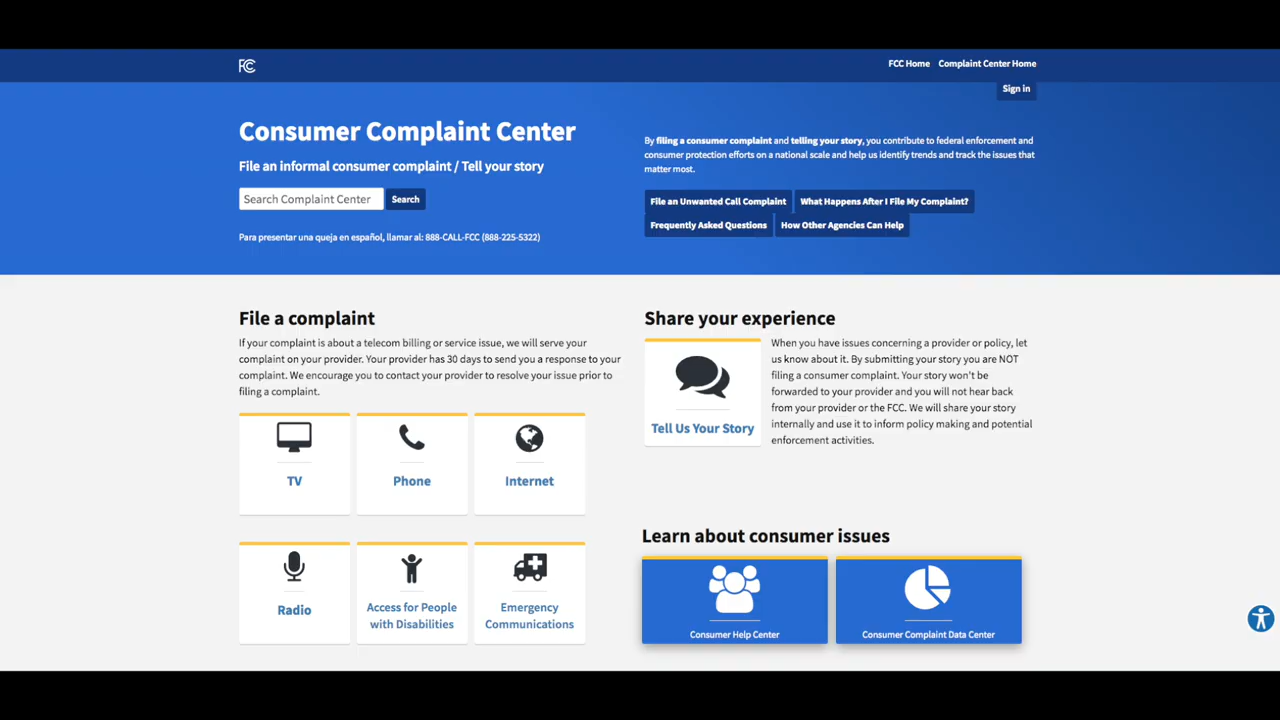 FCC
FCC Home Complaint Center Home
Sign in
Consumer Complaint Center
File an informal consumer complaint / Tell your story
Search Complaint Center Search
Para presentar una queja en español, llamar al: 888-CALL-FCC (888-225-5322)
By filing a consumer complaint and telling your story, you contribute to federal enforcement and
consumer protection efforts on a national scale and help us identify trends and track the issues that
matter most.
File an Unwanted Call Complaint What Happens After I File My Complaint?
Frequently Asked Questions How Other Agencies Can Help
File a complaint
If your complaint is about a telecom billing or service issue, we will serve your
complaint on your provider. Your provider has 30 days to send you a response to your
complaint. We encourage you to contact your provider to resolve your issue prior to
filing a complaint.
TV Phone Internet
Radio
Access for People
with Disabilities
Emergency
Communications
Share your experience
Tell Us Your Story
When you have issues concerning a provider or policy, let
us know about it. By submitting your story you are NOT
filing a consumer complaint. Your story won't be
forwarded to your provider and you will not hear back
from your provider or the FCC. We will share your story
internally and use it to inform policy making and potential
enforcement activities.
Learn about consumer issues
Consumer Help Center Consumer Complaint Data Center